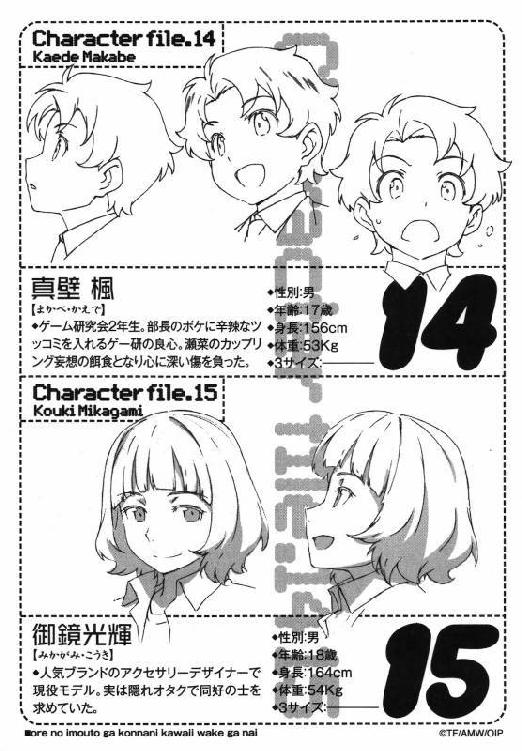 Character file.14
Kaede Makabe
真壁 楓
【まかべ・かえで】
◆ゲーム研究会2年生。部長のボケに辛辣なツ
ッコミを入れるゲー研の良心。瀬菜のカップリ
ング妄想の餌食となり心に深い傷を負った。
◆性別:男
◆年齢:17歳
◆身長:156cm
◆体重:53Kg
◆3サイズ:
14
Character file.15
Kouki Mikagami
御鏡光輝
【みかがみ・こうき】
◆人気ブランドのアクセサリーデザイナーで
現役モデル。実は隠れオタクで同好の士を
求めていた。
◆性別:男
◆年齢:18歳
◆身長:164cm
◆体重:54Kg
◆3サイズ:
15
Character file.14
■ore no imouto ga konnani kawaii wake ga nai
©TF/AMW/OIP